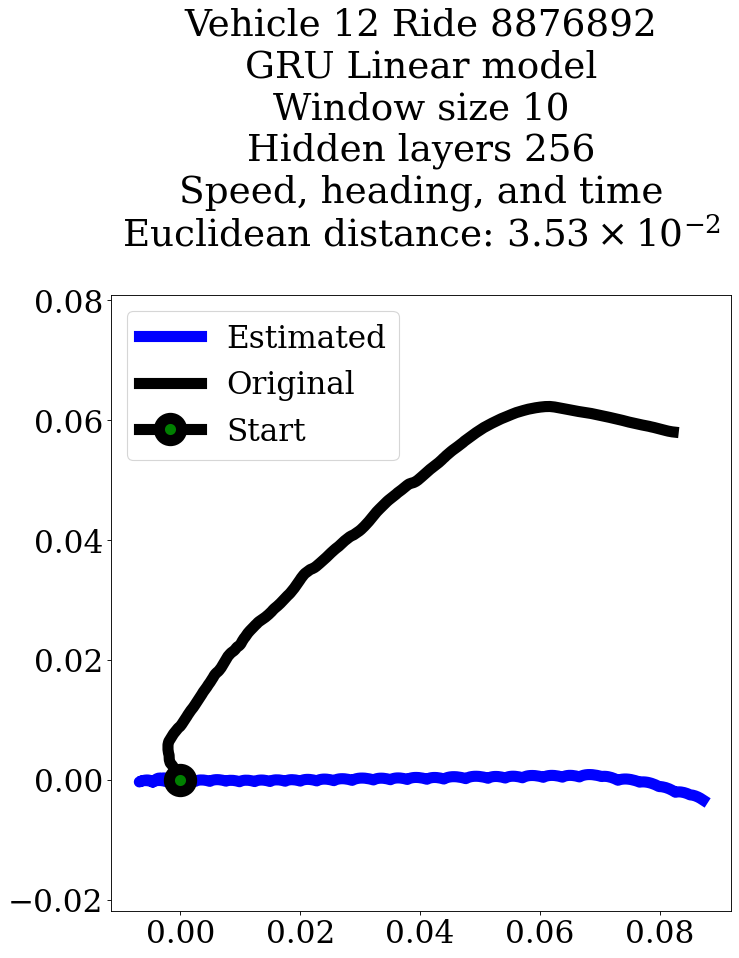 Vehicle 12 Ride 8876892
GRU Linear model
Window size 10
Hidden layers 256
Speed, heading, and time
Euclidean distance: 3.53 × 10⁻²
0.08
Estimated
Original
Start
0.06
0.04
0.02
0.00
−0.02
0.00 0.02 0.04 0.06 0.08